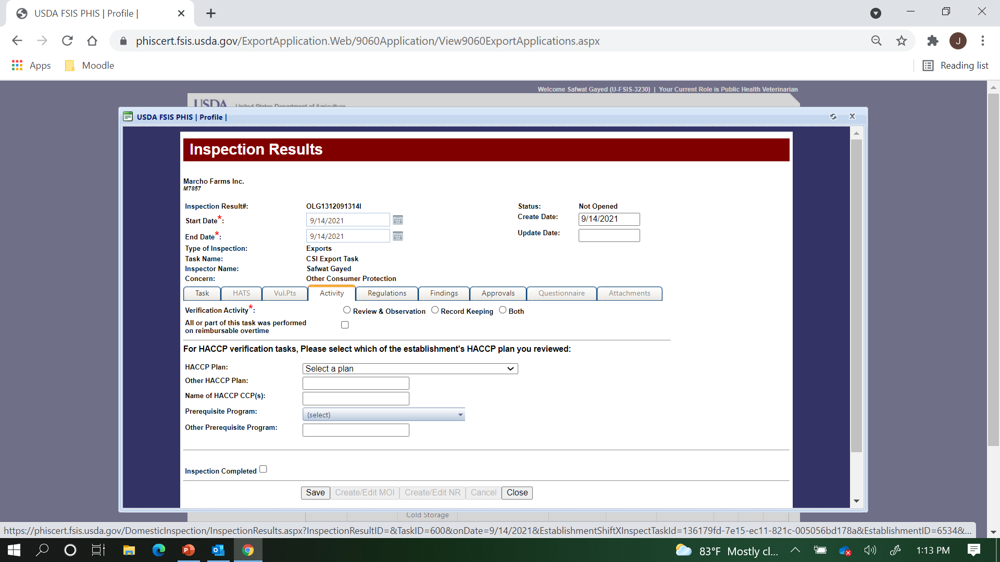 USDA FSIS PHIS | Profile |
phiscert.fsis.usda.gov/ExportApplication.Web/9060Application/View9060ExportApplications.aspx
J
Apps
Moodle
Reading list
Welcome Safwat Gayed (U-FSIS-3230) | Your Current Role is Public Health Veterinarian
USDA United States Department of Agriculture
USDA FSIS PHIS | Profile |
Inspection Results
Marcho Farms Inc.
M7857
Inspection Result#: OLG1312091314I Status: Not Opened
Start Date*: 9/14/2021 Create Date: 9/14/2021
End Date*: 9/14/2021 Update Date:
Type of Inspection: Exports
Task Name: CSI Export Task
Inspector Name: Safwat Gayed
Concern: Other Consumer Protection
Task HATS Vul.Pts Activity Regulations Findings Approvals Questionnaire Attachments
Verification Activity*: Review & Observation Record Keeping Both
All or part of this task was performed
on reimbursable overtime
For HACCP verification tasks, Please select which of the establishment's HACCP plan you reviewed:
HACCP Plan: Select a plan
Other HACCP Plan:
Name of HACCP CCP(s):
Prerequisite Program: (select)
Other Prerequisite Program:
Inspection Completed
Save Create/Edit MOI Create/Edit NR Cancel Close
Cold Storage
https://phiscert.fsis.usda.gov/DomesticInspection/InspectionResults.aspx?InspectionResultID=&TaskID=600&onDate=9/14/2021&EstablishmentShiftXInspectTaskId=136179fd-7e15-ec11-821c-005056bd178a&EstablishmentID=6534&...
83°F Mostly cl... 1:13 PM